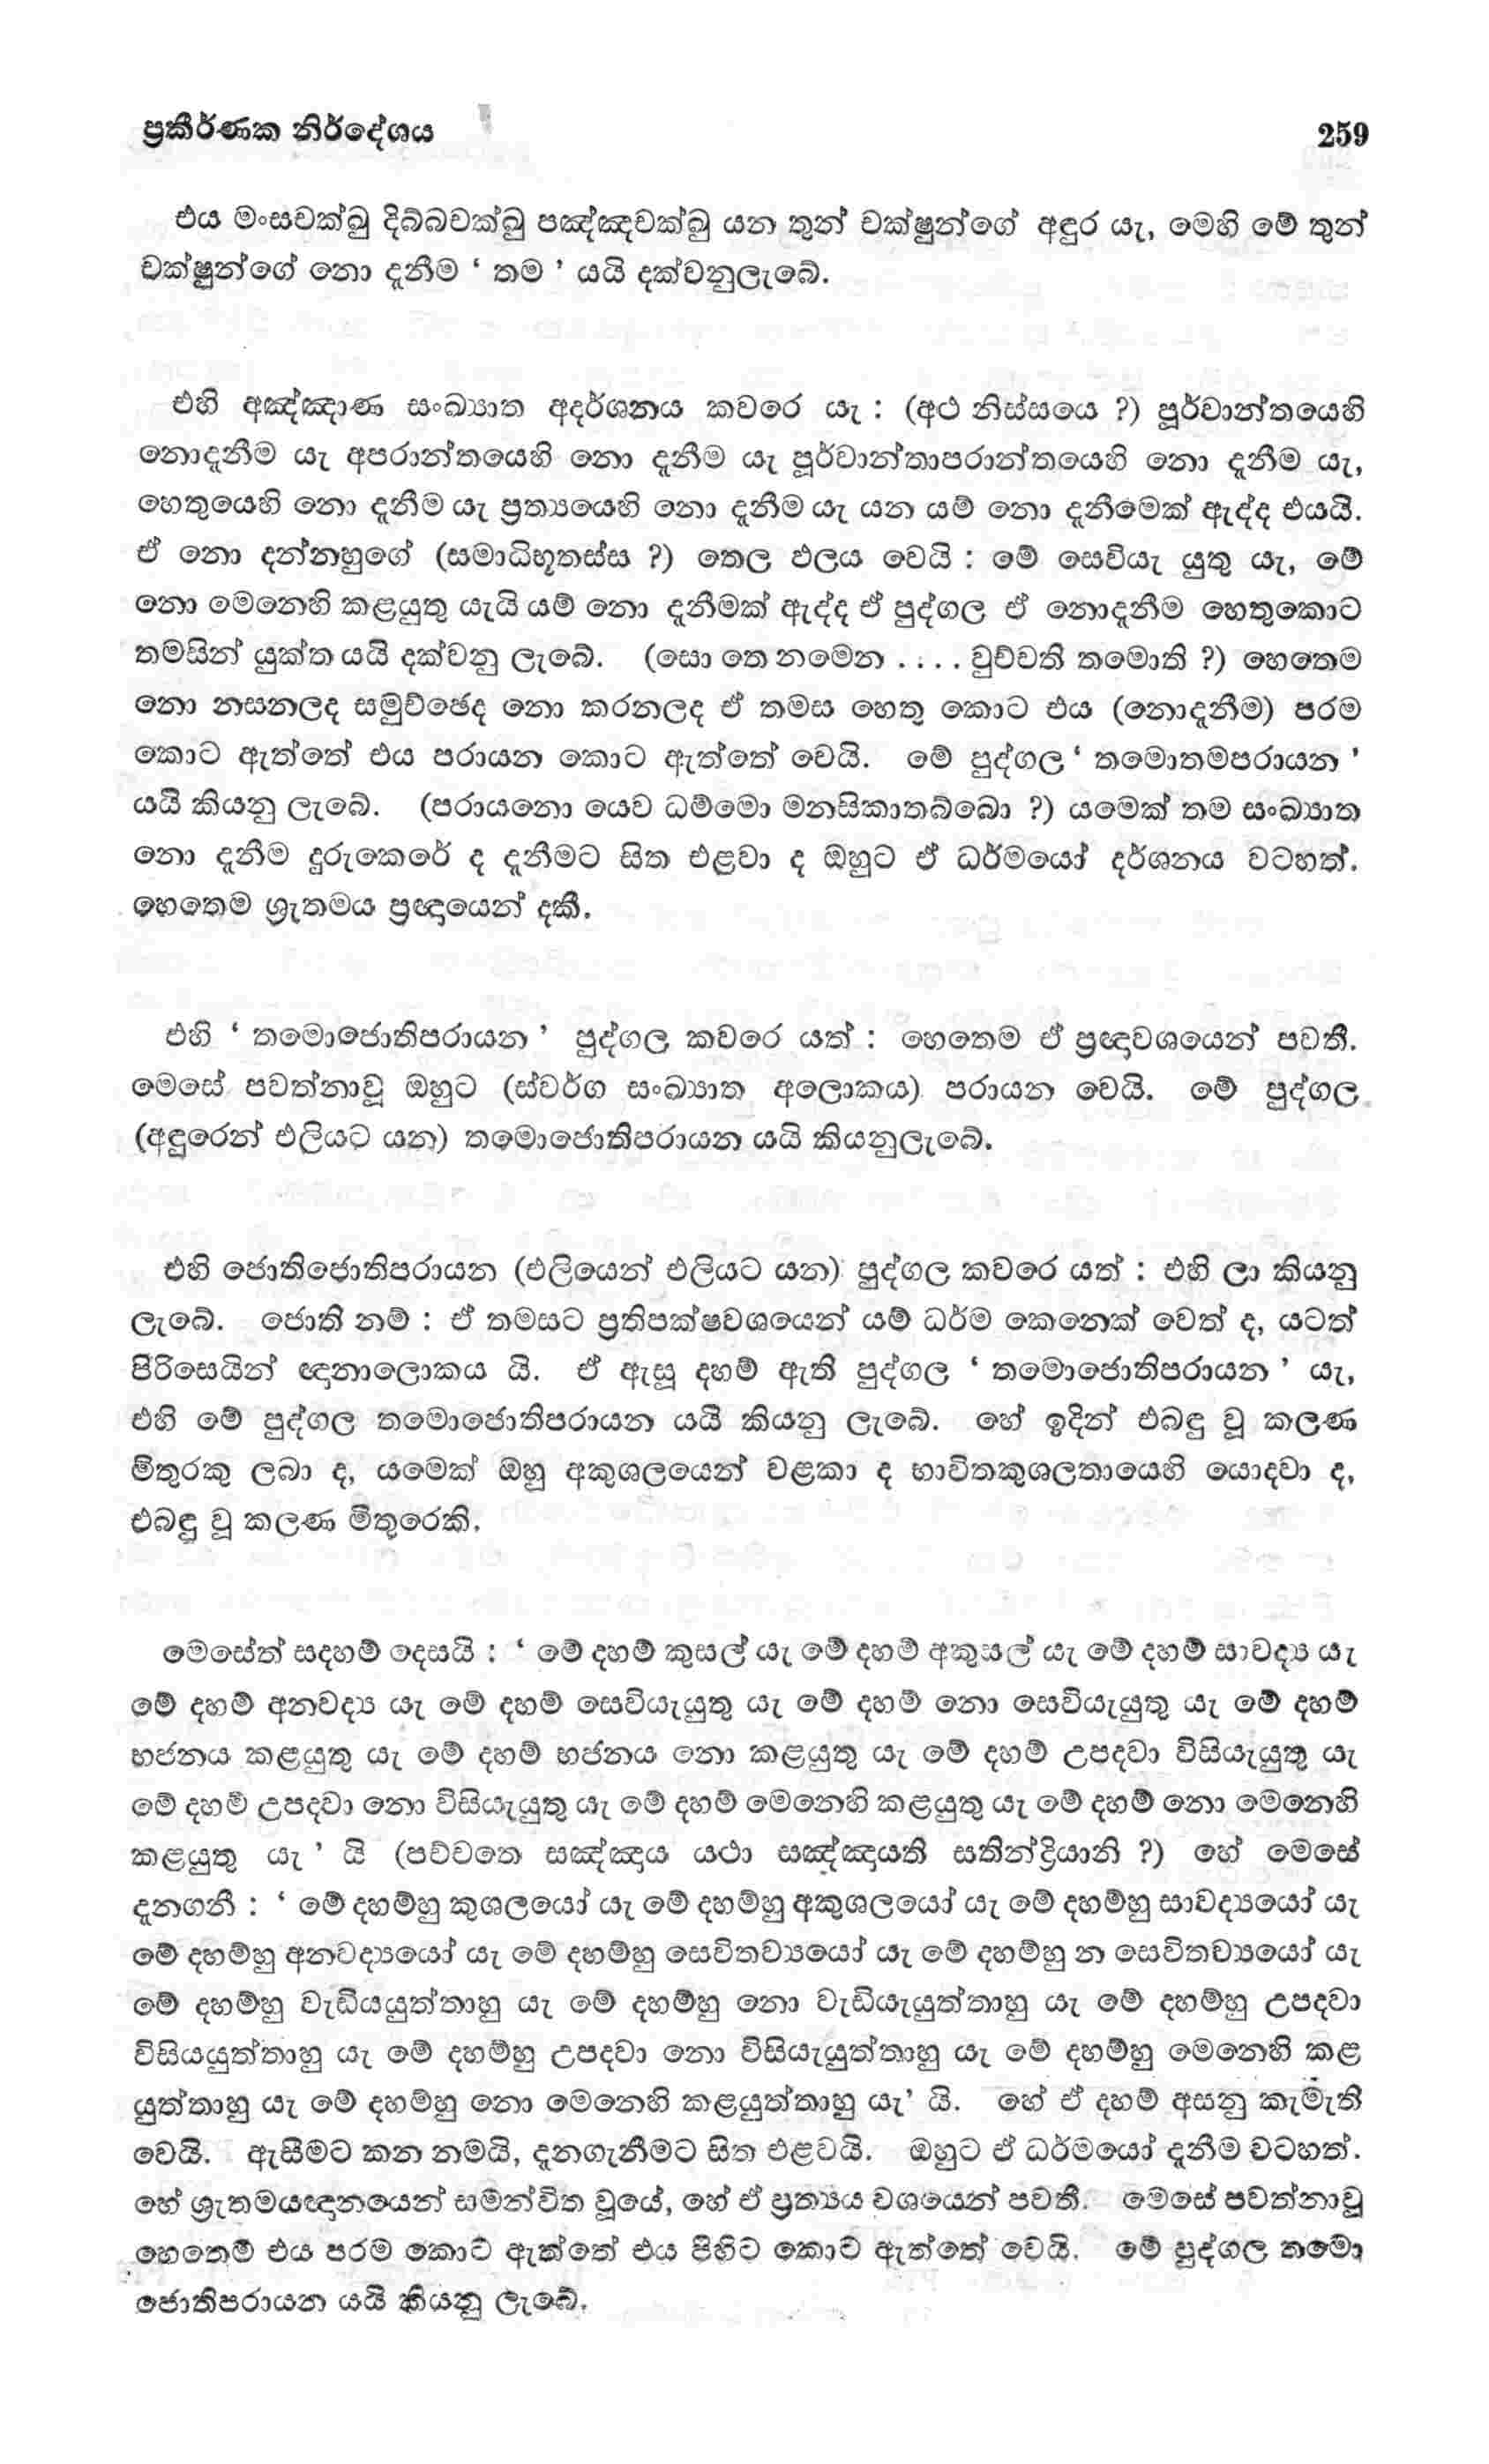 ප්‍රකීර්ණක නිර්දේශය 259
එය මංසචක්ඛු දිබ්බචක්ඛු පඤ්ඤචක්ඛු යන තුන් චක්ෂූන්ගේ අඳුර යැ, මෙහි මේ තුන්
චක්ෂූන්ගේ නො දැනීම ‘ තම ’ යයි දක්වනුලැබේ.
එහි අඤ්ඤාණ සංඛ්‍යාත අදර්ශනය කවරෙ යැ : (අථ නිස්සයෙ ?) පූර්වාන්තයෙහි
නොදැනීම යැ අපරාන්තයෙහි නො දැනීම යැ පූර්වාන්තාපරාන්තයෙහි නො දැනීම යැ,
හෙතුයෙහි නො දැනීම යැ ප්‍රත්‍යයෙහි නො දැනීම යැ යන යම් නො දැනීමෙක් ඇද්ද එයයි.
ඒ නො දන්නහුගේ (සමාධිභූතස්ස ?) තෙල ඵලය වෙයි : මේ සෙවියැ යුතු යැ, මේ
නො මෙනෙහි කළයුතු යැයි යම් නො දැනීමක් ඇද්ද ඒ පුද්ගල ඒ නොදැනීම හෙතුකොට
තමසින් යුක්ත යයි දක්වනු ලැබේ. (සො තෙ නමෙන . . . . වුච්චති තමොති ?) හෙතෙම
නො නසනලද සමුච්ඡෙද නො කරනලද ඒ තමස හෙතු කොට එය (නොදැනීම) පරම
කොට ඇත්තේ එය පරායන කොට ඇත්තේ වෙයි. මේ පුද්ගල ‘ තමොතමපරායන ’
යයි කියනු ලැබේ. (පරායනො යෙව ධම්මො මනසිකාතබ්බො ?) යමෙක් තම සංඛ්‍යාත
නො දැනීම දුරුකෙරේ ද දැනීමට සිත එළවා ද ඔහුට ඒ ධර්මයෝ දර්ශනය වටහත්.
හෙතෙම ශ්‍රුතමය ප්‍රඥායෙන් දකී.
එහි ‘ තමොජොතිපරායන ’ පුද්ගල කවරෙ යත් : හෙතෙම ඒ ප්‍රඥාවශයෙන් පවතී.
මෙසේ පවත්නාවූ ඔහුට (ස්වර්ග සංඛ්‍යාත අලොකය) පරායන වෙයි. මේ පුද්ගල
(අඳුරෙන් එලියට යන) තමොජොතිපරායන යයි කියනුලැබේ.
එහි ජොතිජොතිපරායන (එලියෙන් එලියට යන) පුද්ගල කවරෙ යත් : එහි ලා කියනු
ලැබේ. ජොති නම් : ඒ තමසට ප්‍රතිපක්ෂවශයෙන් යම් ධර්ම කෙනෙක් වෙත් ද, යටත්
පිරිසෙයින් ඥානාලොකය යි. ඒ ඇසූ දහම් ඇති පුද්ගල ‘ තමොජොතිපරායන ’ යැ,
එහි මේ පුද්ගල තමොජොතිපරායන යයි කියනු ලැබේ. හේ ඉදින් එබඳු වූ කලණ
මිතුරකු ලබා ද, යමෙක් ඔහු අකුශලයෙන් වළකා ද භාවිතකුශලතායෙහි යොදවා ද,
එබඳු වූ කලණ මිතුරෙකි.
මෙසේත් සදහම් දෙසයි : ‘ මේ දහම් කුසල් යැ මේ දහම් අකුසල් යැ මේ දහම් සාවද්‍ය යැ
මේ දහම් අනවද්‍ය යැ මේ දහම් සෙවියැයුතු යැ මේ දහම් නො සෙවියැයුතු යැ මේ දහම්
භජනය කළයුතු යැ මේ දහම් භජනය නො කළයුතු යැ මේ දහම් උපදවා විසියැයුතු යැ
මේ දහම් උපදවා නො විසියැයුතු යැ මේ දහම් මෙනෙහි කළයුතු යැ මේ දහම් නො මෙනෙහි
කළයුතු යැ ’ යි (පච්චතෙ සඤ්ඤාය යථා සඤ්ඤායති සතින්ද්‍රියානි ?) හේ මෙසේ
දැනගනී : ‘ මේ දහම්හු කුශලයෝ යැ මේ දහම්හු අකුශලයෝ යැ මේ දහම්හු සාවද්‍යයෝ යැ
මේ දහම්හු අනවද්‍යයෝ යැ මේ දහම්හු සෙවිතව්‍යයෝ යැ මේ දහම්හු න සෙවිතව්‍යයෝ යැ
මේ දහම්හු වැඩියයුත්තාහු යැ මේ දහම්හු නො වැඩියැයුත්තාහු යැ මේ දහම්හු උපදවා
විසියයුත්තාහු යැ මේ දහම්හු උපදවා නො විසියැයුත්තාහු යැ මේ දහම්හු මෙනෙහි කළ
යුත්තාහු යැ මේ දහම්හු නො මෙනෙහි කළයුත්තාහු යැ’ යි. හේ ඒ දහම් අසනු කැමැති
වෙයි. ඇසීමට කන නමයි, දැනගැනීමට සිත එළවයි. ඔහුට ඒ ධර්මයෝ දැනීම වටහත්.
හේ ශ්‍රුතමයඥානයෙන් සමන්විත වූයේ, හේ ඒ ප්‍රත්‍යය වශයෙන් පවතී. මෙසේ පවත්නාවූ
හෙතෙම එය පරම කොට ඇත්තේ එය පිහිට කොට ඇත්තේ වෙයි. මේ පුද්ගල තමො
ජොතිපරායන යයි කියනු ලැබේ.